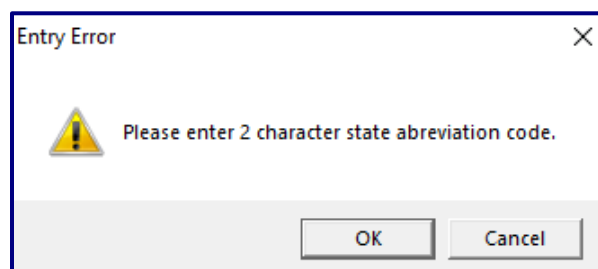 Entry Error
Please enter 2 character state abreviation code.
OK
Cancel